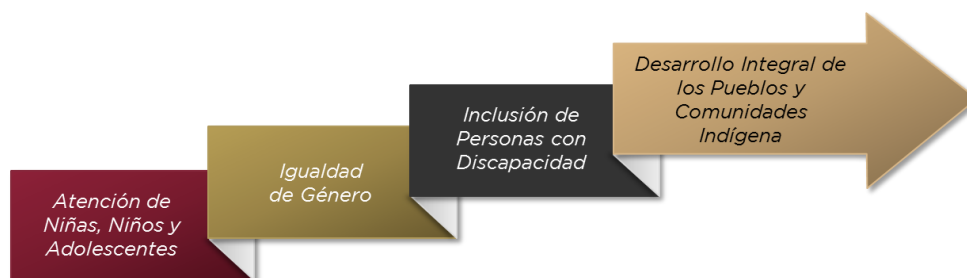 Atención de
Niñas, Niños y
Adolescentes
Igualdad
de Género
Inclusión de
Personas con
Discapacidad
Desarrollo Integral de
los Pueblos y
Comunidades
Indígena